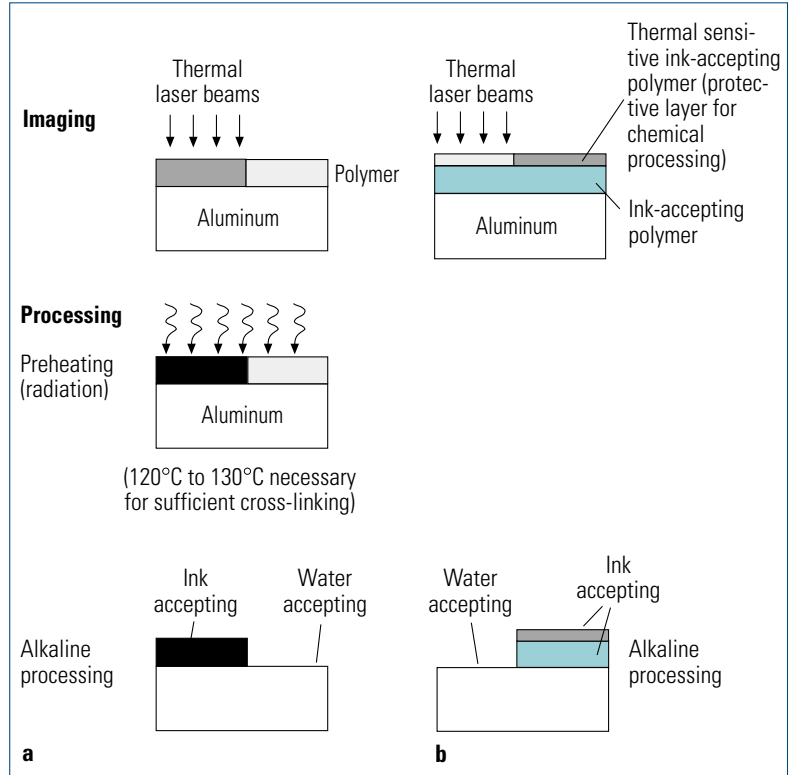 Thermal
laser beams
Thermal
laser beams
Thermal sensi-
tive ink-accepting
polymer (protec-
tive layer for
chemical
processing)
Imaging
Polymer
Aluminum
Aluminum
Ink-accepting
polymer
Processing
Preheating
(radiation)
Aluminum
(120°C to 130°C necessary
for sufficient cross-linking)
Ink
accepting
Water
accepting
Water
accepting
Ink
accepting
Alkaline
processing
Alkaline
processing
a
b